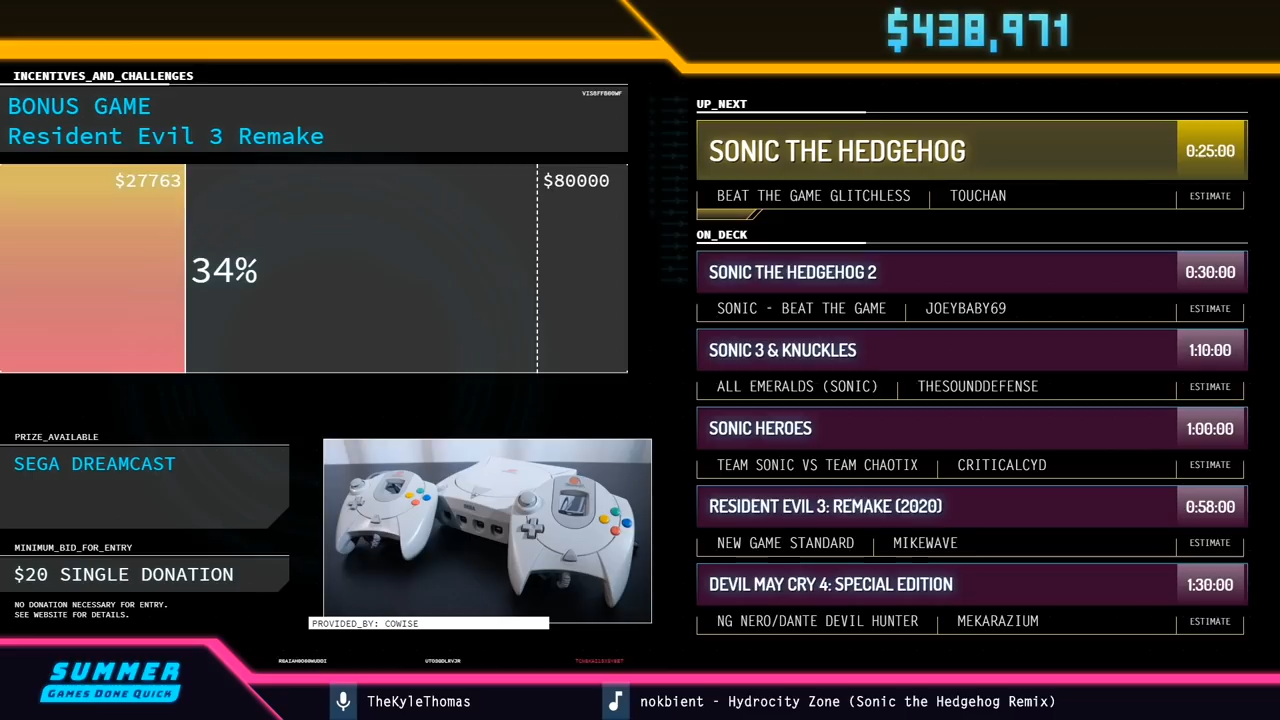 $438,971
INCENTIVES_AND_CHALLENGES
BONUS GAME
Resident Evil 3 Remake
$27763
$80000
34%
PRIZE_AVAILABLE
SEGA DREAMCAST
MINIMUM_BID_FOR_ENTRY
$20 SINGLE DONATION
NO DONATION NECESSARY FOR ENTRY.
SEE WEBSITE FOR DETAILS.
PROVIDED_BY: COWISE
UP_NEXT
SONIC THE HEDGEHOG
0:25:00
BEAT THE GAME GLITCHLESS
TOUCHAN
ESTIMATE
ON_DECK
SONIC THE HEDGEHOG 2
0:30:00
SONIC - BEAT THE GAME
JOEYBABY69
ESTIMATE
SONIC 3 & KNUCKLES
1:10:00
ALL EMERALDS (SONIC)
THESOUNDDEFENSE
ESTIMATE
SONIC HEROES
1:00:00
TEAM SONIC VS TEAM CHAOTIX
CRITICALCYD
ESTIMATE
RESIDENT EVIL 3: REMAKE (2020)
0:58:00
NEW GAME STANDARD
MIKEWAVE
ESTIMATE
DEVIL MAY CRY 4: SPECIAL EDITION
1:30:00
NG NERO/DANTE DEVIL HUNTER
MEKARAZIUM
ESTIMATE
SUMMER
GAMES DONE QUICK
TheKyleThomas
nokbient - Hydrocity Zone (Sonic the Hedgehog Remix)